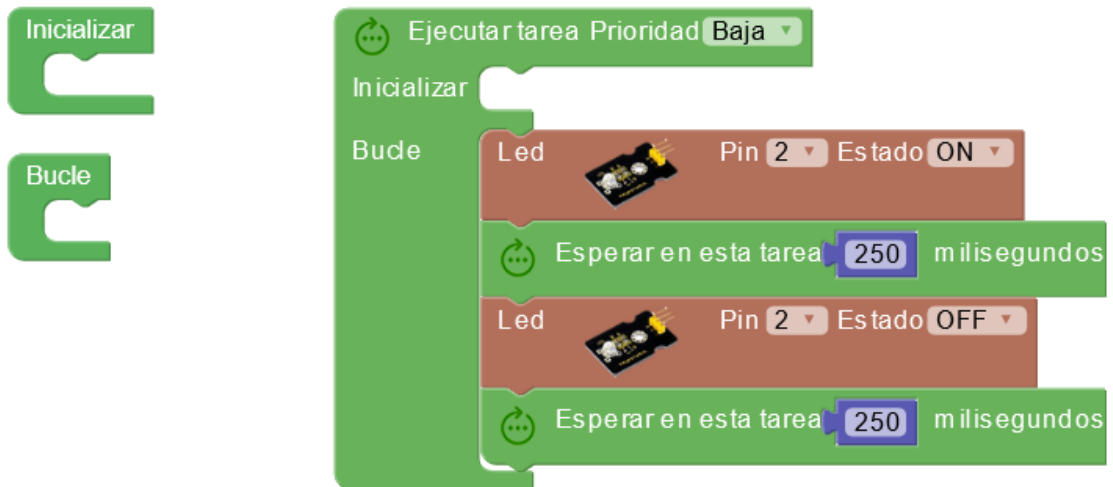 Inicializar
Bucle
Ejecutar tarea Prioridad Baja
Inicializar
Bucle
Led Pin 2 Estado ON
Esperar en esta tarea 250 milisegundos
Led Pin 2 Estado OFF
Esperar en esta tarea 250 milisegundos